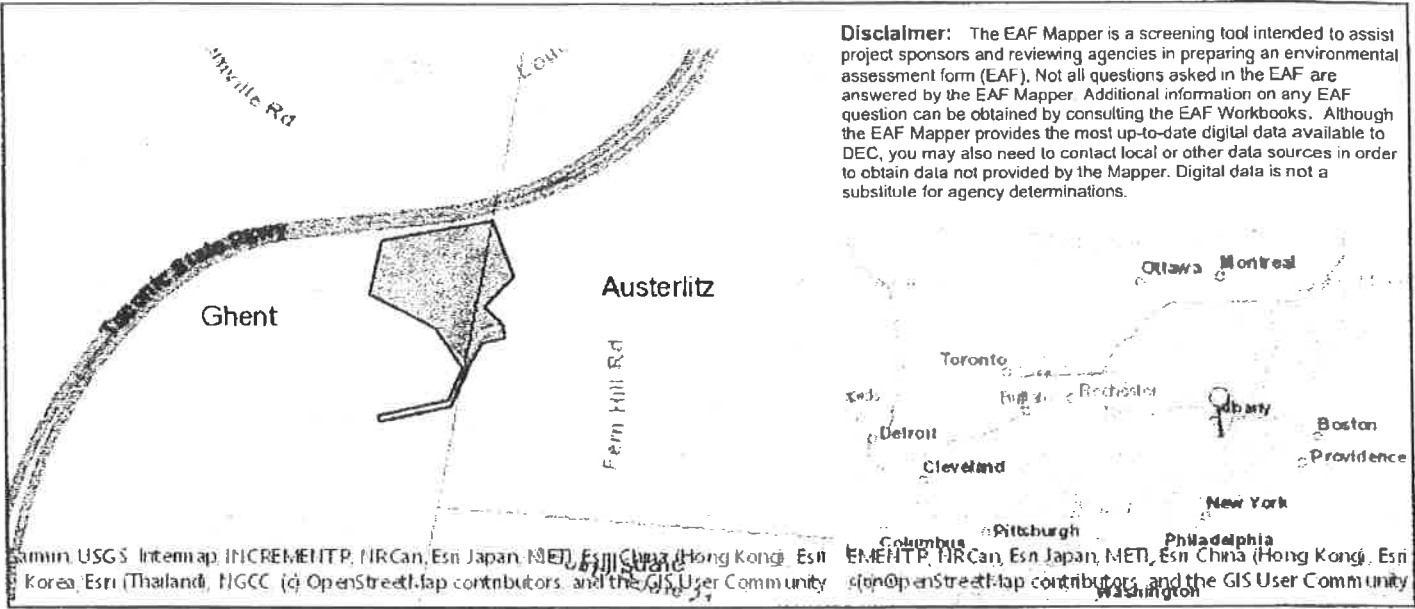 Disclaimer: The EAF Mapper is a screening tool intended to assist
project sponsors and reviewing agencies in preparing an environmental
assessment form (EAF). Not all questions asked in the EAF are
answered by the EAF Mapper. Additional information on any EAF
question can be obtained by consulting the EAF Workbooks. Although
the EAF Mapper provides the most up-to-date digital data available to
DEC, you may also need to contact local or other data sources in order
to obtain data not provided by the Mapper. Digital data is not a
substitute for agency determinations.
Rd
Taconic State Pkwy
Ghent
Austerlitz
Fern Hill Rd
Ottawa
Montreal
Toronto
Rochester
Detroit
Cleveland
Boston
Providence
New York
Pittsburgh
Philadelphia
Columbus
Washington
USGS, Intermap, INCREMENT P, NRCan, Esri Japan, METI, Esri China (Hong Kong), Esri
Korea, Esri (Thailand), NGCC, (c) OpenStreetMap contributors, and the GIS User Community
EMENT P, NRCan, Esri Japan, METI, Esri China (Hong Kong), Esri
OpenStreetMap contributors, and the GIS User Community